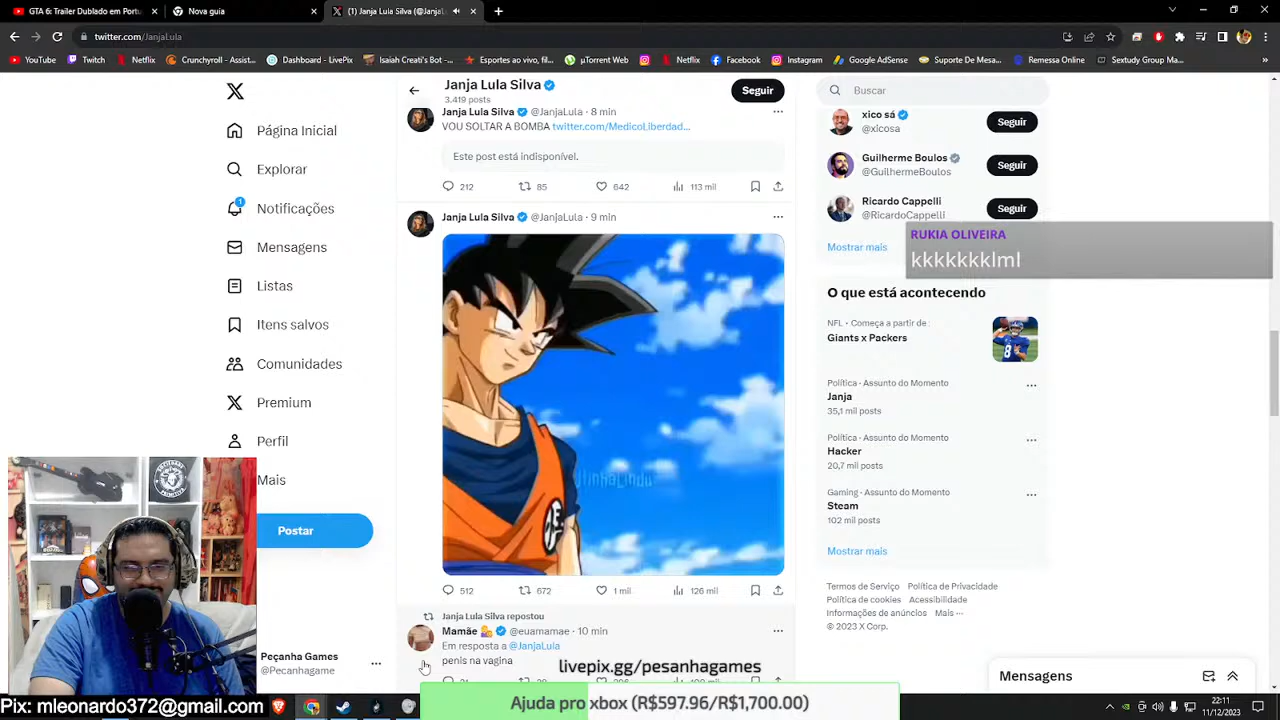 GTA 6: Trailer Dublado em Portu
Nova guia
(1) Janja Lula Silva (@JanjaL
twitter.com/JanjaLula
YouTube
Twitch
Netflix
Crunchyroll - Assist...
Dashboard - LivePix
Isaiah Creati's Bot -...
Esportes ao vivo, e...
µTorrent Web
Netflix
Facebook
Instagram
Google AdSense
Suporte De Mesa...
Remessa Online
Sextudy Group Ma...
Página Inicial
Explorar
1
Notificações
Mensagens
Listas
Itens salvos
Comunidades
Premium
Perfil
Mais
Postar
Peçanha Games
@Pecanhagame
Janja Lula Silva
3.419 posts
Seguir
Janja Lula Silva @JanjaLula · 8 min
VOU SOLTAR A BOMBA twitter.com/MedicoLiberdad...
Este post está indisponível.
212 85 642 113 mil
Janja Lula Silva @JanjaLula · 9 min
512 672 1 mil 126 mil
Janja Lula Silva repostou
Mamãe @euamamae · 10 min
Em resposta a @JanjaLula
penis na vagina
Buscar
xico sá
@xicosa
Seguir
Guilherme Boulos
@GuilhermeBoulos
Seguir
Ricardo Cappelli
@RicardoCappelli
Seguir
Mostrar mais
RUKIA OLIVEIRA
kkkkkkklml
O que está acontecendo
NFL · Começa a partir de :
Giants x Packers
Política · Assunto do Momento
Janja
35,1 mil posts
Política · Assunto do Momento
Hacker
20,7 mil posts
Gaming · Assunto do Momento
Steam
102 mil posts
Mostrar mais
Termos de Serviço Política de Privacidade
Política de cookies Acessibilidade
Informações de anúncios Mais ···
© 2023 X Corp.
Mensagens
livepix.gg/pesanhagames
Ajuda pro xbox (R$597.96/R$1,700.00)
Pix: mleonardo372@gmail.com
22:11
11/12/2023